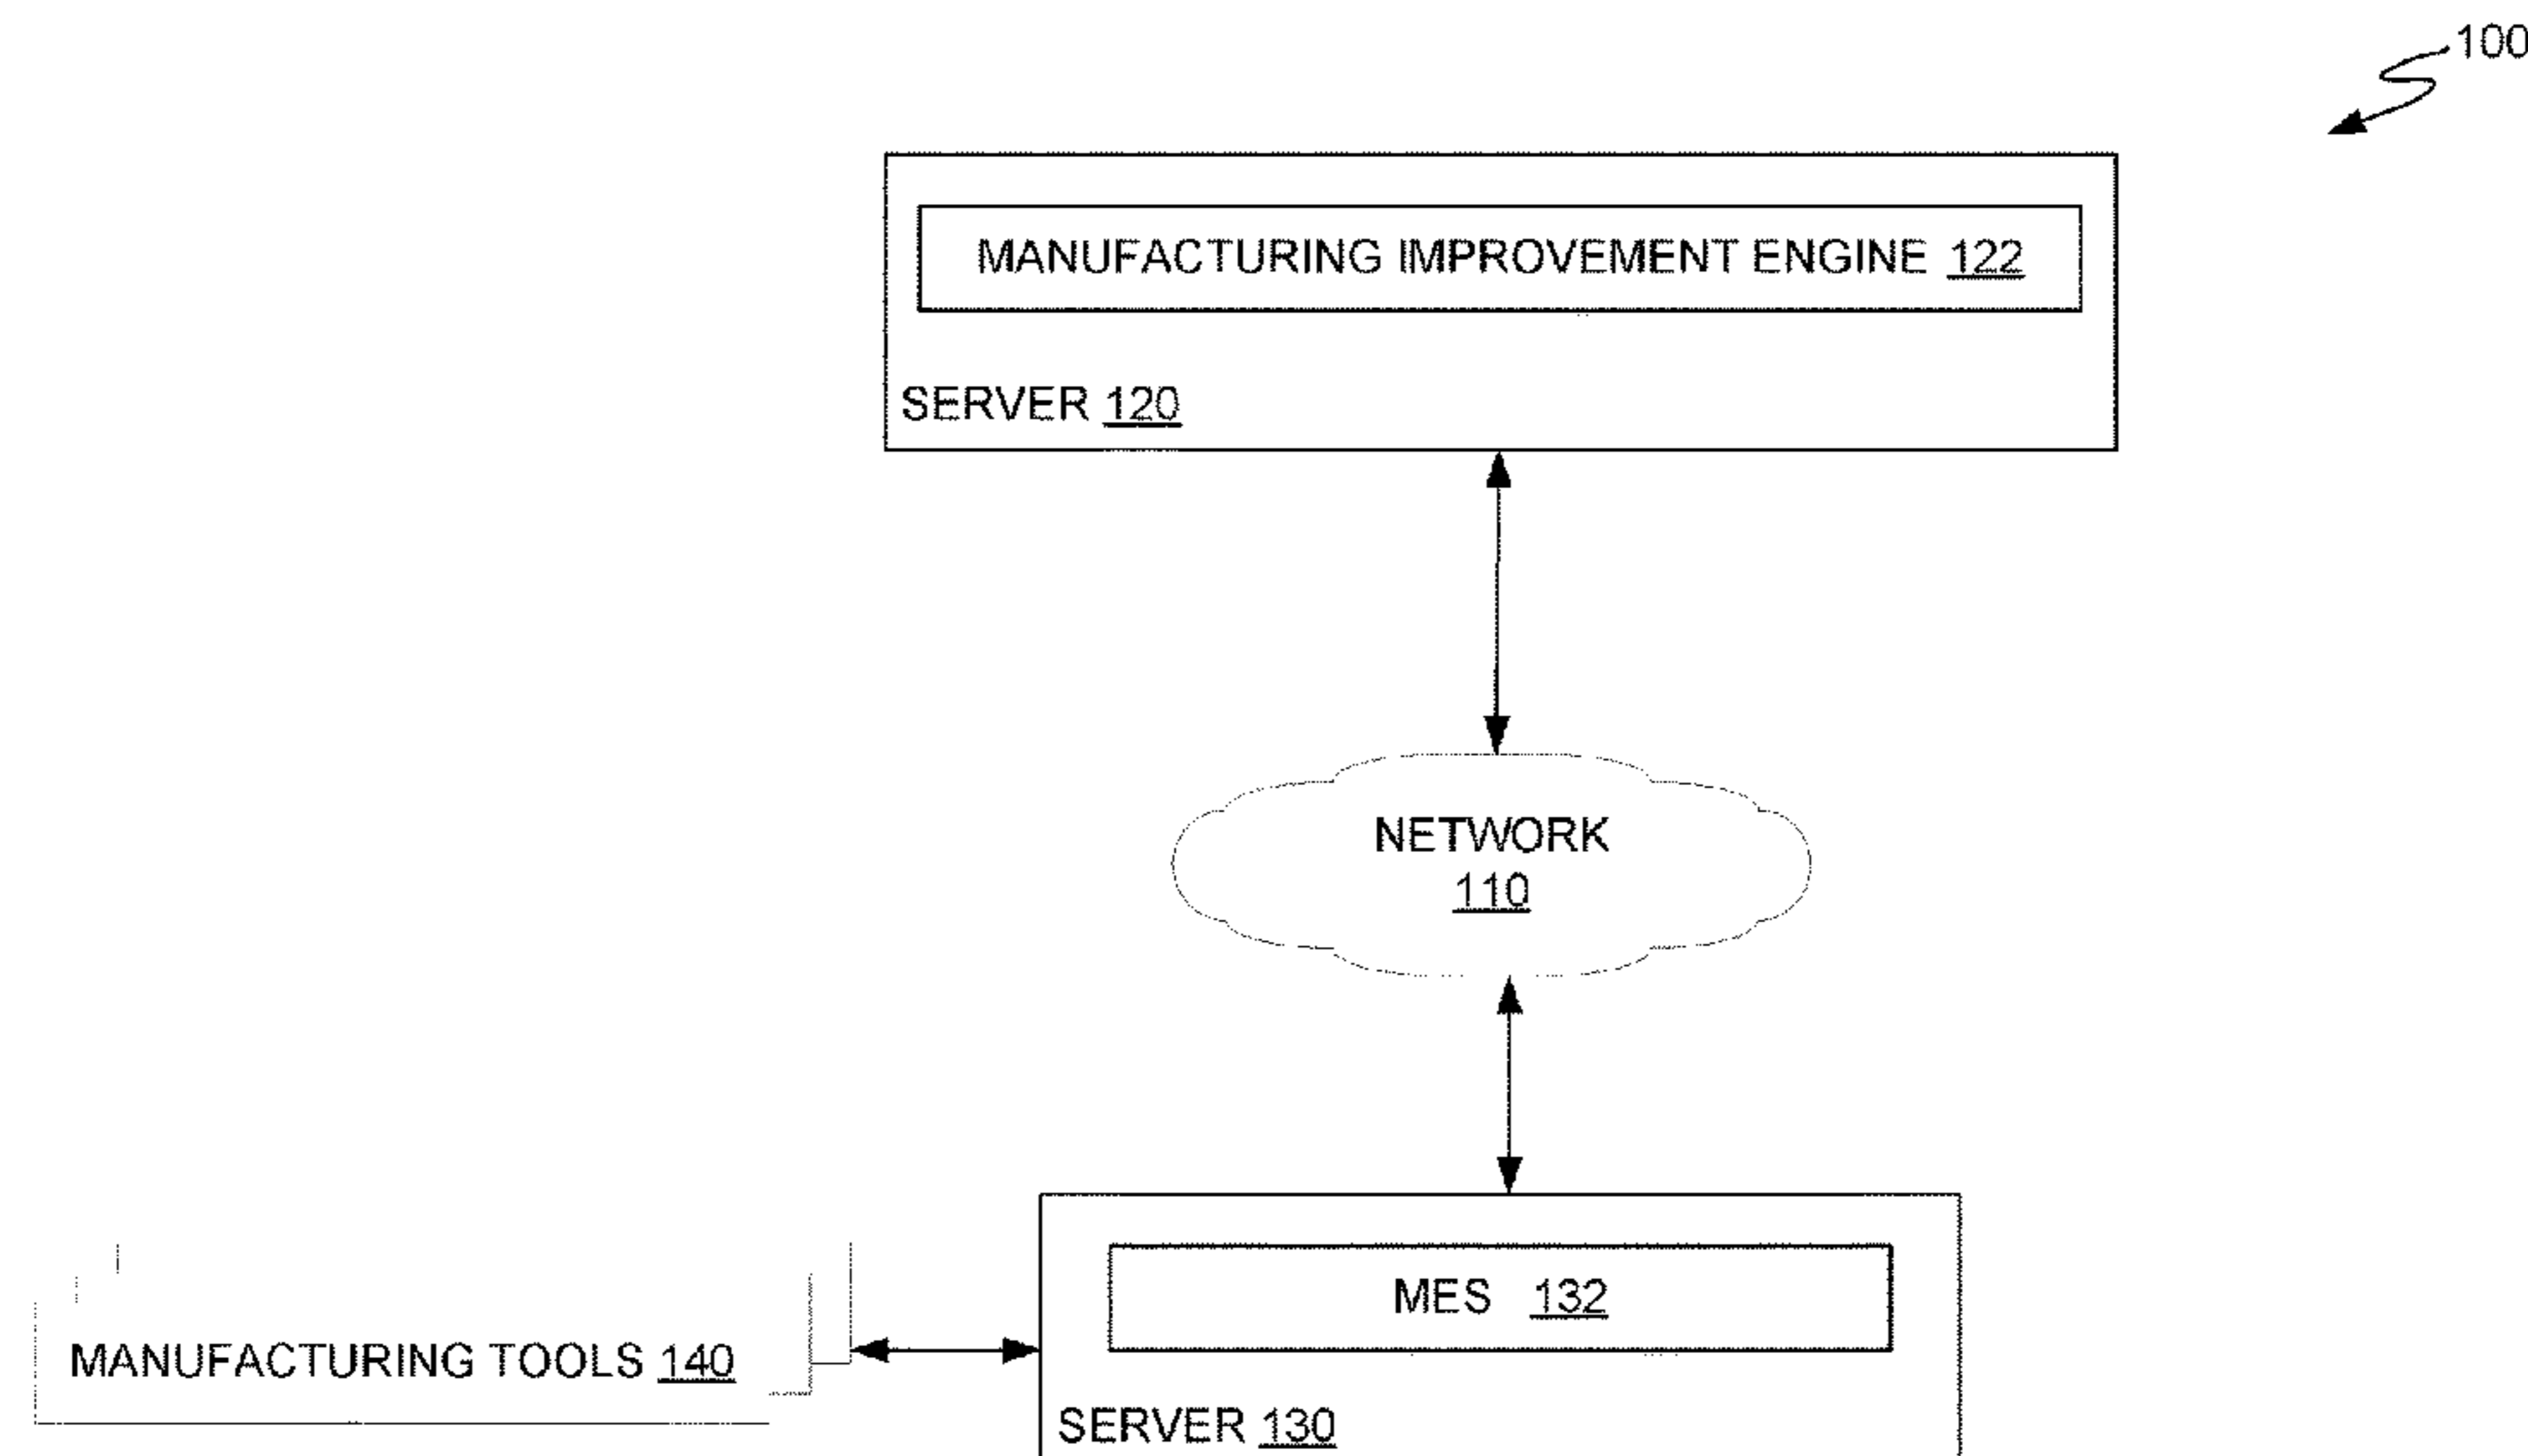 100
MANUFACTURING IMPROVEMENT ENGINE 122
SERVER 120
NETWORK
110
MES 132
MANUFACTURING TOOLS 140
SERVER 130